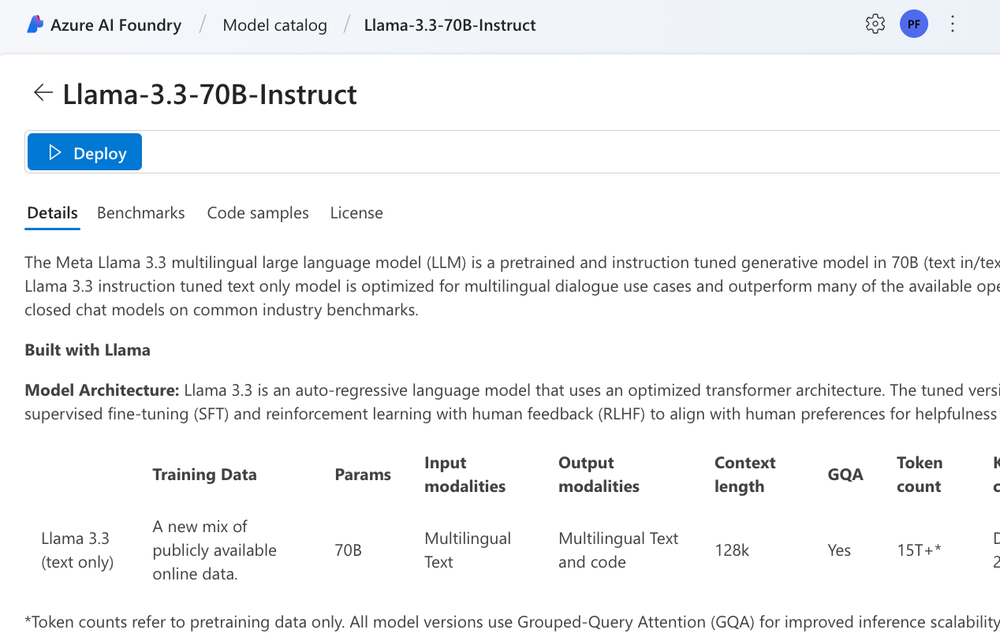 Azure AI Foundry / Model catalog / Llama-3.3-70B-Instruct PF
Llama-3.3-70B-Instruct
Deploy
Details Benchmarks Code samples License
The Meta Llama 3.3 multilingual large language model (LLM) is a pretrained and instruction tuned generative model in 70B (text in/tex
Llama 3.3 instruction tuned text only model is optimized for multilingual dialogue use cases and outperform many of the available ope
closed chat models on common industry benchmarks.
Built with Llama
Model Architecture: Llama 3.3 is an auto-regressive language model that uses an optimized transformer architecture. The tuned versi
supervised fine-tuning (SFT) and reinforcement learning with human feedback (RLHF) to align with human preferences for helpfulness
Training Data Params Input modalities Output modalities Context length GQA Token count
Llama 3.3 (text only) A new mix of publicly available online data. 70B Multilingual Text Multilingual Text and code 128k Yes 15T+*
*Token counts refer to pretraining data only. All model versions use Grouped-Query Attention (GQA) for improved inference scalability